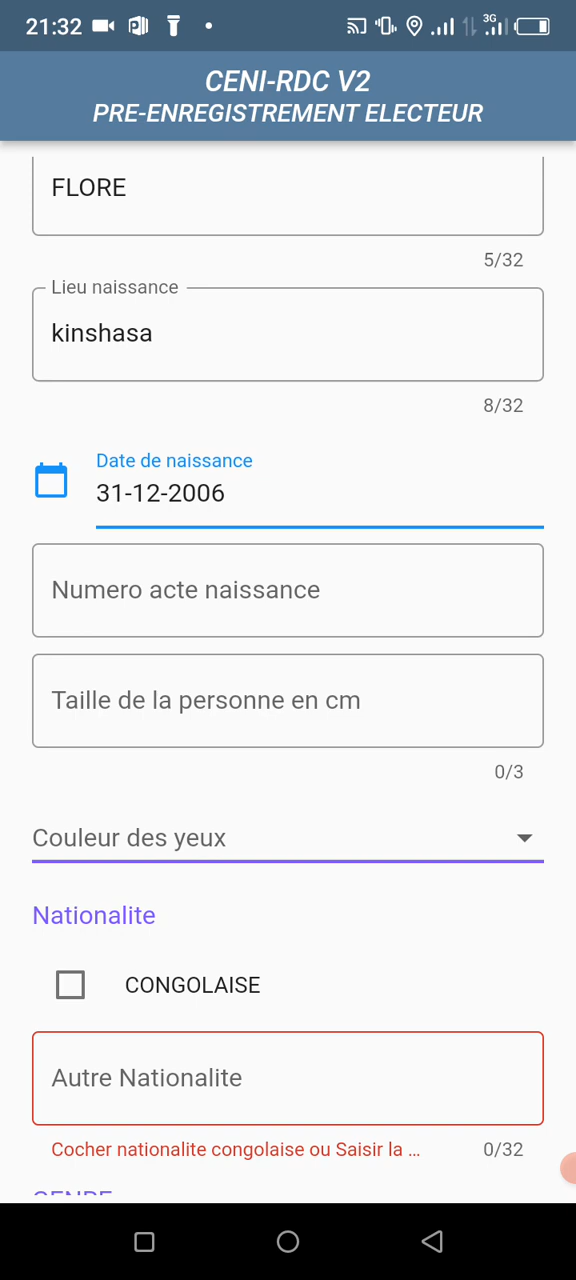 21:32
3G
CENI-RDC V2
PRE-ENREGISTREMENT ELECTEUR
FLORE
5/32
Lieu naissance
kinshasa
8/32
Date de naissance
31-12-2006
Numero acte naissance
Taille de la personne en cm
0/3
Couleur des yeux
Nationalite
CONGOLAISE
Autre Nationalite
Cocher nationalite congolaise ou Saisir la ... 0/32
GENRE